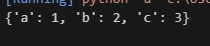 {'a': 1, 'b': 2, 'c': 3}